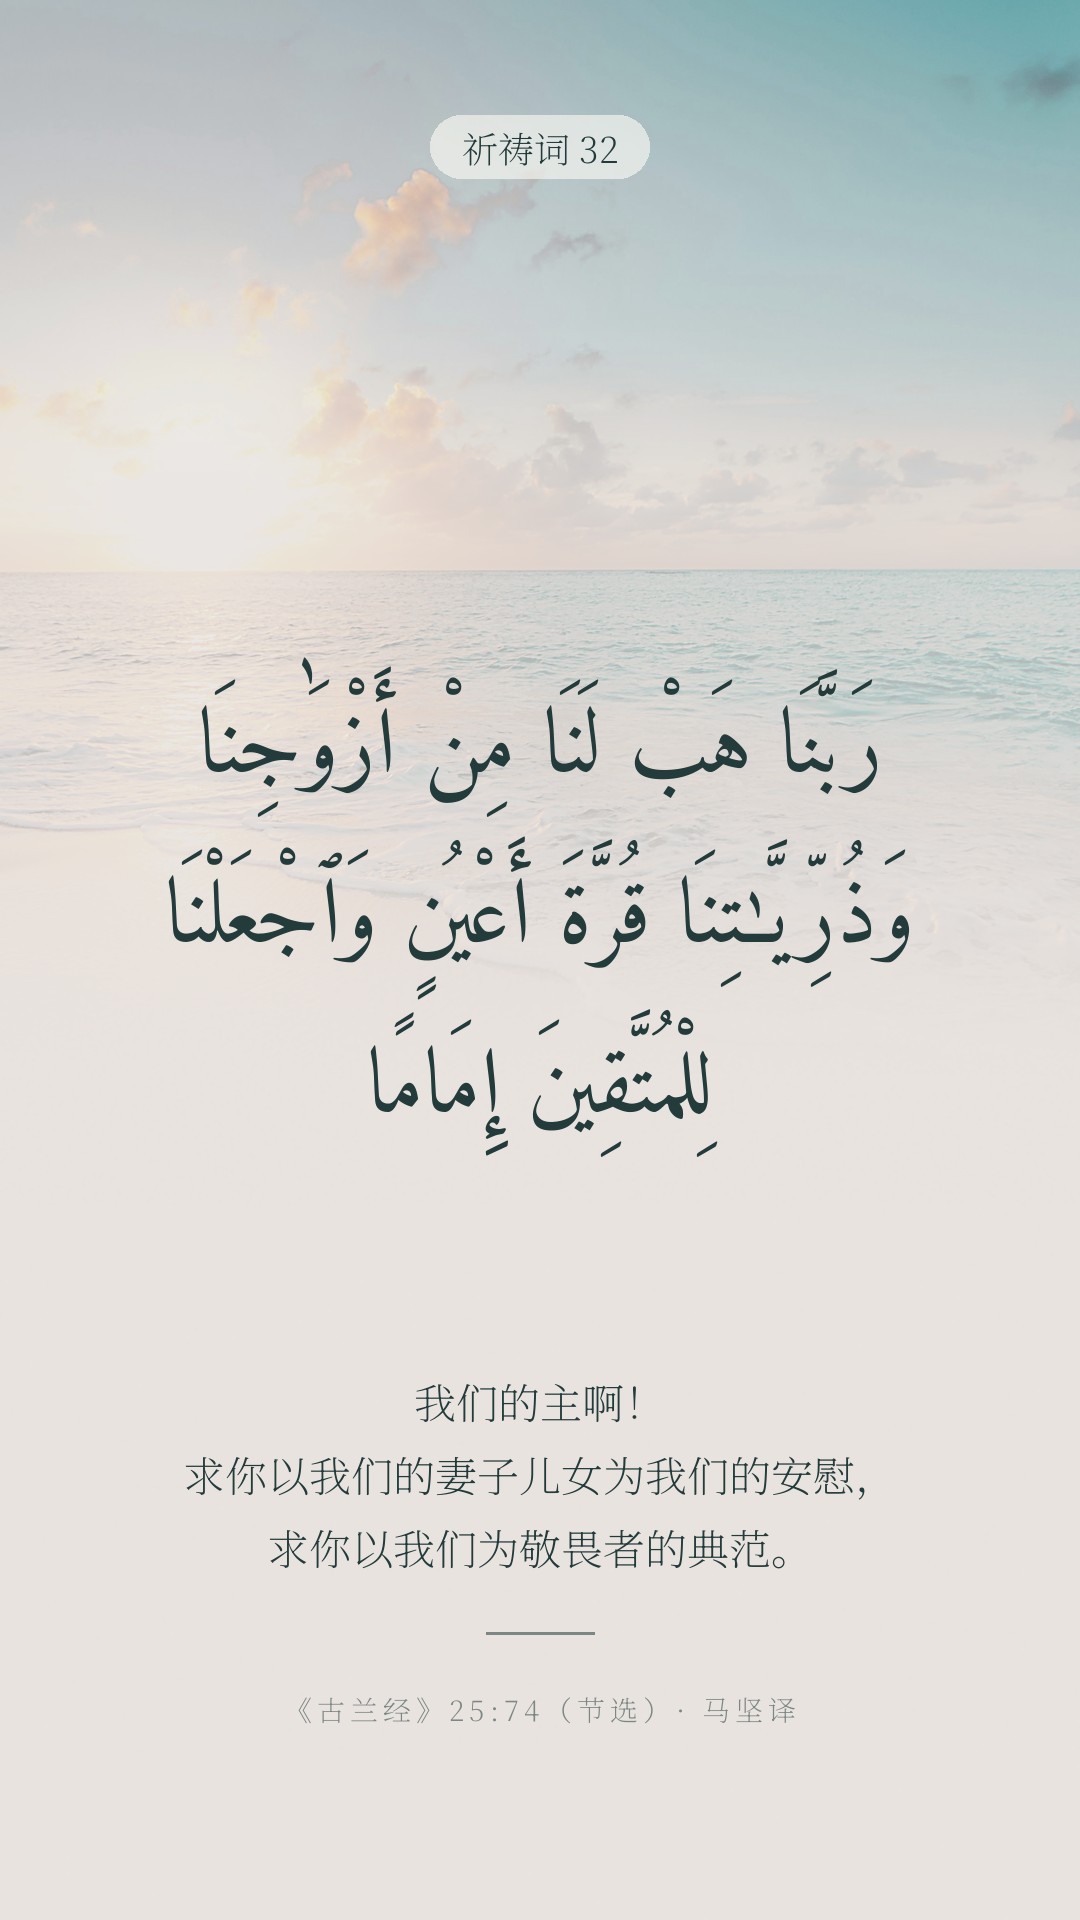 祈祷词 32
رَبَّنَا هَبْ لَنَا مِنْ أَزْوَٰجِنَا
وَذُرِّيَّـٰتِنَا قُرَّةَ أَعْيُنٍ وَٱجْعَلْنَا
لِلْمُتَّقِينَ إِمَامًا
我们的主啊！
求你以我们的妻子儿女为我们的安慰，
求你以我们为敬畏者的典范。
《古兰经》25:74（节选）· 马坚译